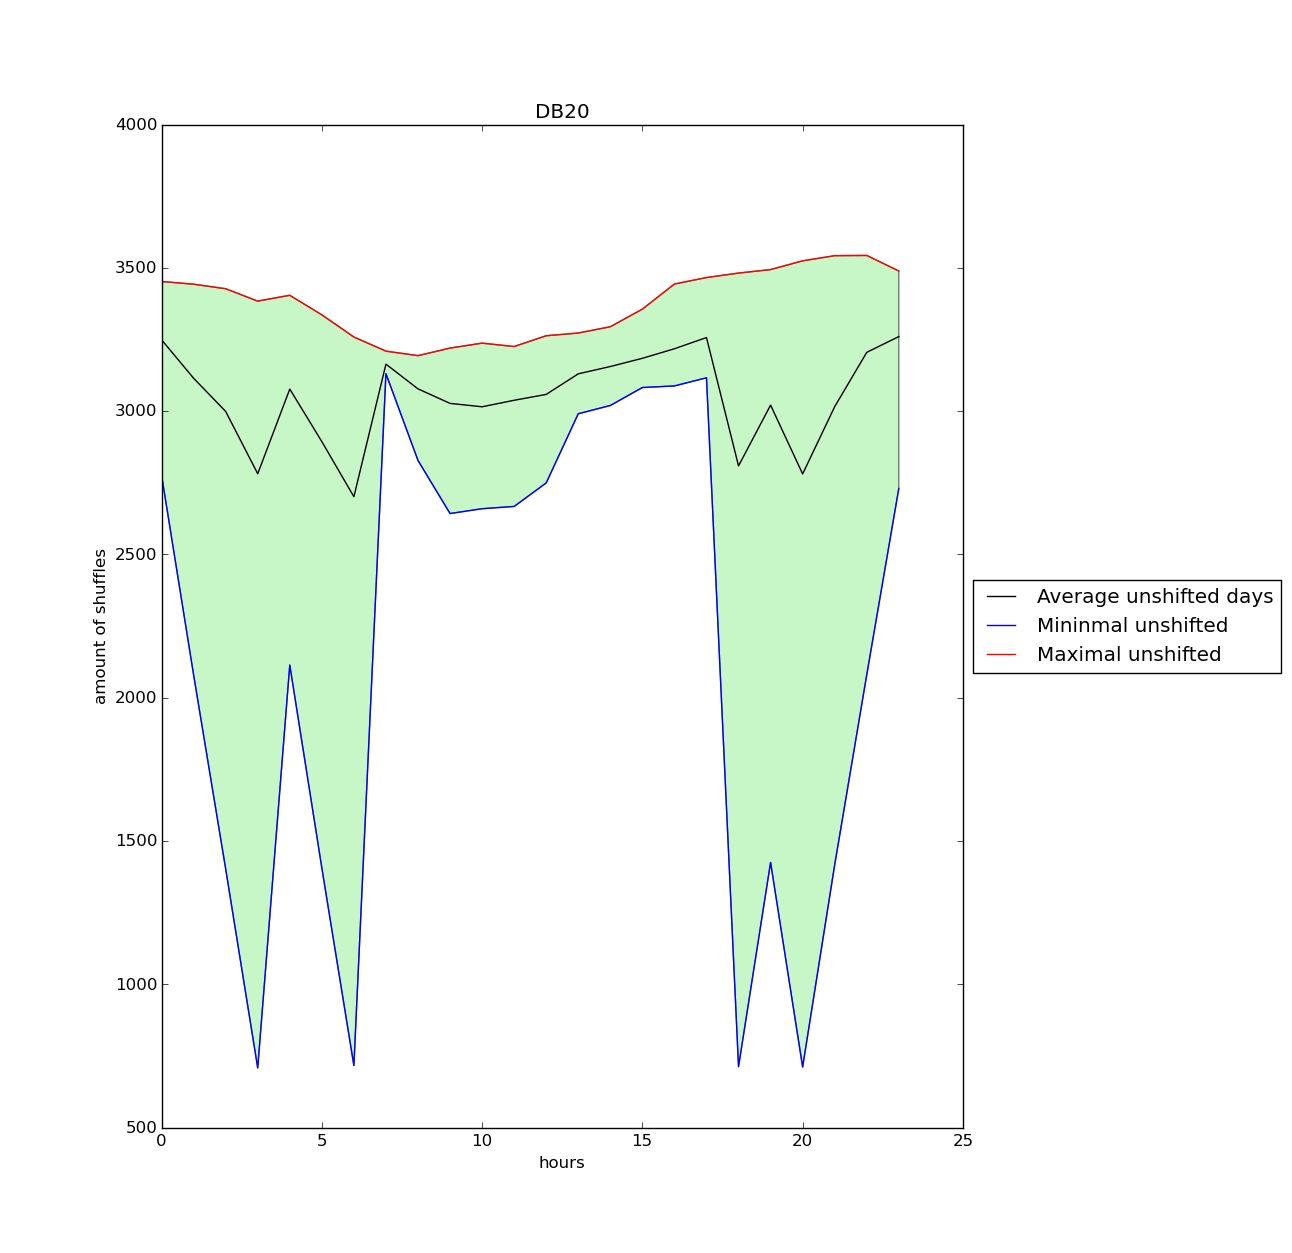 DB20
4000
3500
3000
2500
2000
1500
1000
500
amount of shuffles
0 5 10 15 20 25
hours
Average unshifted days
Mininmal unshifted
Maximal unshifted